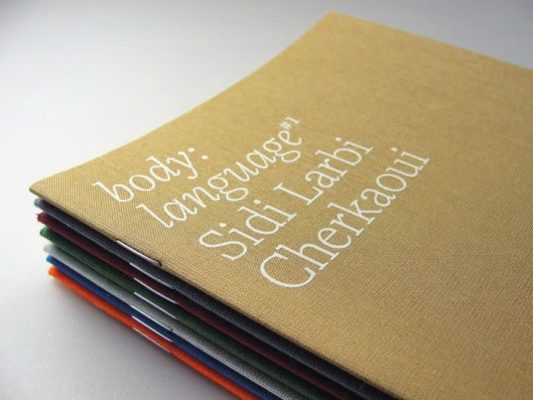 body:
language#1
Sidi Larbi
Cherkaoui